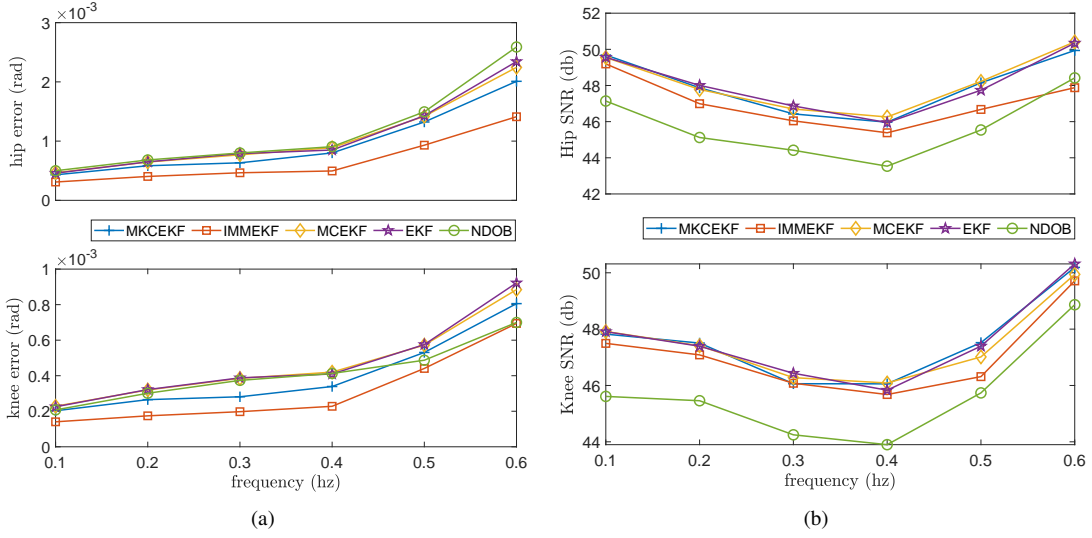 ×10⁻³
3
2
1
0
hip error (rad)
MKCEKF IMMEKF MCEKF EKF NDOB
×10⁻³
1
0.8
0.6
0.4
0.2
0
knee error (rad)
0.1 0.2 0.3 0.4 0.5 0.6
frequency (hz)
(a)
52
50
48
46
44
42
Hip SNR (db)
MKCEKF IMMEKF MCEKF EKF NDOB
50
48
46
44
Knee SNR (db)
0.1 0.2 0.3 0.4 0.5 0.6
frequency (hz)
(b)